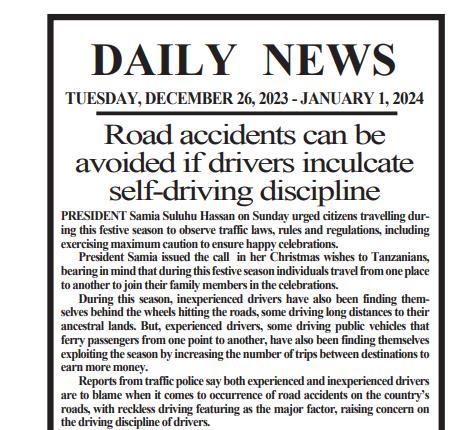 DAILY NEWS
TUESDAY, DECEMBER 26, 2023 - JANUARY 1, 2024
Road accidents can be
avoided if drivers inculcate
self-driving discipline
PRESIDENT Samia Suluhu Hassan on Sunday urged citizens travelling dur-
ing this festive season to observe traffic laws, rules and regulations, including
exercising maximum caution to ensure happy celebrations.
President Samia issued the call in her Christmas wishes to Tanzanians,
bearing in mind that during this festive season individuals travel from one place
to another to join their family members in the celebrations.
During this season, inexperienced drivers have also been finding them-
selves behind the wheels hitting the roads, some driving long distances to their
ancestral lands. But, experienced drivers, some driving public vehicles that
ferry passengers from one point to another, have also been finding themselves
exploiting the season by increasing the number of trips between destinations to
earn more money.
Reports from traffic police say both experienced and inexperienced drivers
are to blame when it comes to occurrence of road accidents on the country's
roads, with reckless driving featuring as the major factor, raising concern on
the driving discipline of drivers.